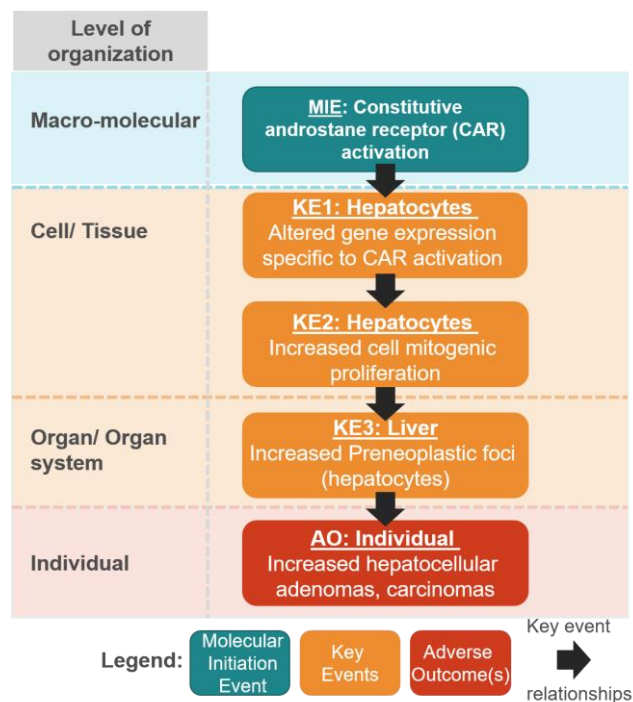 Level of
organization
Macro-molecular
MIE: Constitutive
androstane receptor (CAR)
activation
Cell/ Tissue
KE1: Hepatocytes
Altered gene expression
specific to CAR activation
KE2: Hepatocytes
Increased cell mitogenic
proliferation
Organ/ Organ
system
KE3: Liver
Increased Preneoplastic foci
(hepatocytes)
Individual
AO: Individual
Increased hepatocellular
adenomas, carcinomas
Legend:
Molecular
Initiation
Event
Key
Events
Adverse
Outcome(s)
Key event
relationships